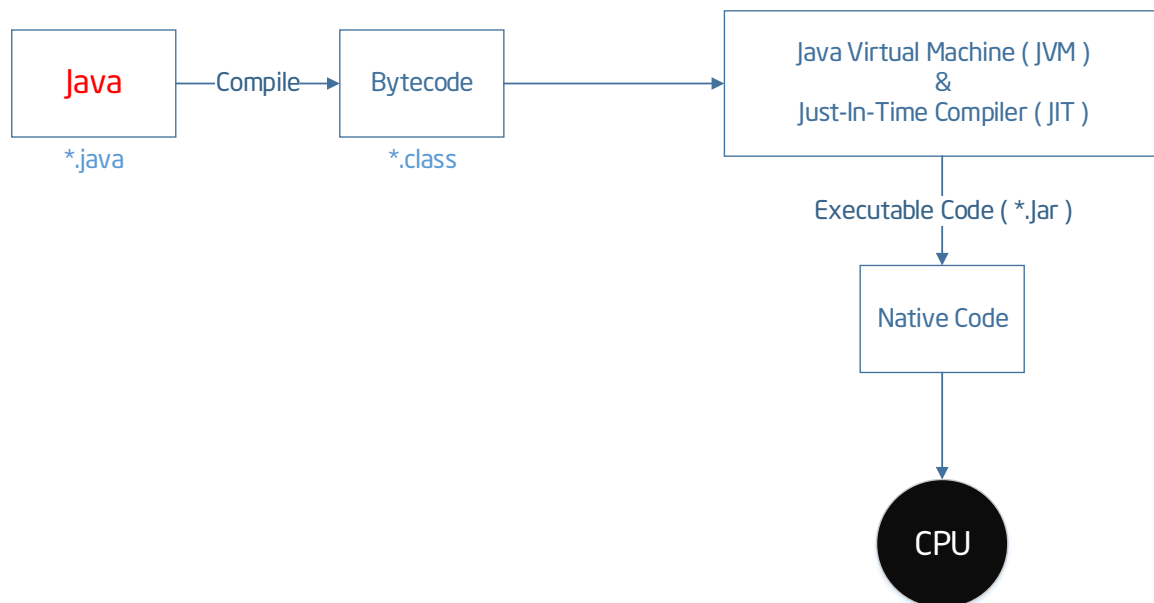 Java
Compile
Bytecode
Java Virtual Machine ( JVM )
&
Just-In-Time Compiler ( JIT )
*.java
*.class
Executable Code ( *.Jar )
Native Code
CPU